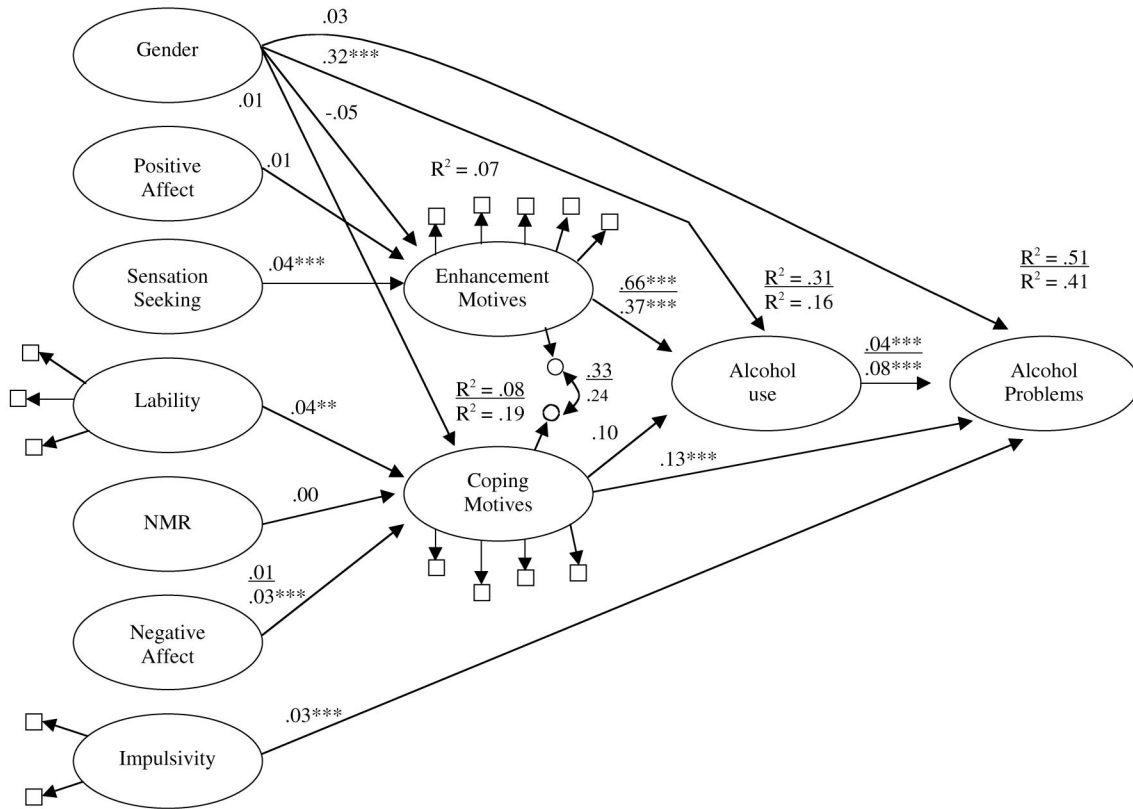 .03
Gender
.32***
.01
-.05
Positive
Affect
.01
R² = .07
Sensation
Seeking
.04***
Enhancement
Motives
.66***
.37***
R² = .31
R² = .16
R² = .51
R² = .41
Lability
.04**
R² = .08
R² = .19
.33
.24
Alcohol
use
.04***
.08***
Alcohol
Problems
.10
.13***
Coping
Motives
NMR
.00
.01
.03***
Negative
Affect
Impulsivity
.03***